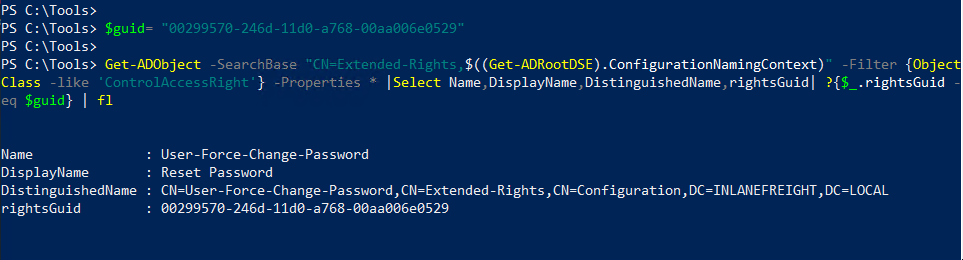 PS C:\Tools>
PS C:\Tools> $guid= "00299570-246d-11d0-a768-00aa006e0529"
PS C:\Tools>
PS C:\Tools> Get-ADObject -SearchBase "CN=Extended-Rights,$((Get-ADRootDSE).ConfigurationNamingContext)" -Filter {Object
Class -like 'ControlAccessRight'} -Properties * |Select Name,DisplayName,DistinguishedName,rightsGuid| ?{$_.rightsGuid -
eq $guid} | fl
Name              : User-Force-Change-Password
DisplayName       : Reset Password
DistinguishedName : CN=User-Force-Change-Password,CN=Extended-Rights,CN=Configuration,DC=INLANEFREIGHT,DC=LOCAL
rightsGuid        : 00299570-246d-11d0-a768-00aa006e0529